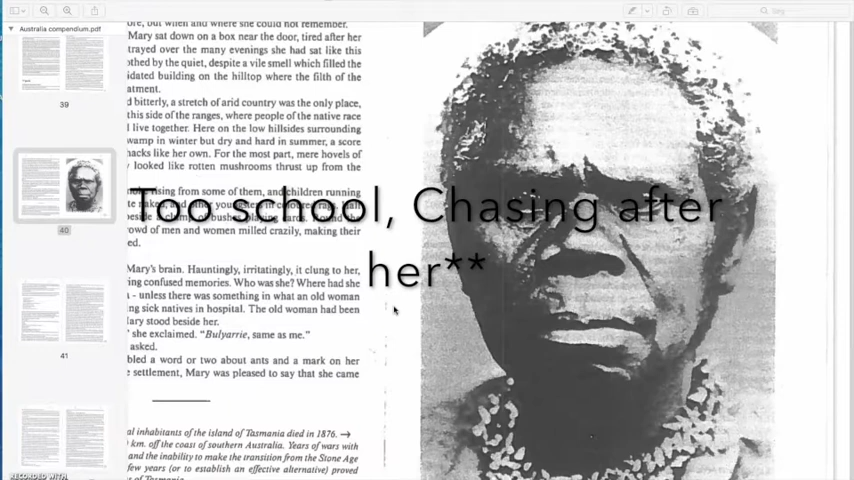 Australia compendium.pdf
39
40
41
RECORDED WITH
ore, but when and where she could not remember.
Mary sat down on a box near the door, tired after her
trayed over the many evenings she had sat like this
othed by the quiet, despite a vile smell which filled the
idated building on the hilltop where the filth of the
atment.
d bitterly, a stretch of arid country was the only place,
this side of the ranges, where people of the native race
l live together. Here on the low hillsides surrounding
wamp in winter but dry and hard in summer, a score
hacks like her own. For the most part, mere hovels of
looked like rotten mushrooms thrust up from the
rising from some of them, and children running
rowd of men and women milled crazily, making their
ed.
Too school, Chasing after
her**
Mary's brain. Hauntingly, irritatingly, it clung to her,
ing confused memories. Who was she? Where had she
- unless there was something in what an old woman
ng sick natives in hospital. The old woman had been
lary stood beside her.
she exclaimed. "Bulyarrie, same as me."
asked.
bled a word or two about ants and a mark on her
settlement, Mary was pleased to say that she came
al inhabitants of the island of Tasmania died in 1876. →
km. off the coast of southern Australia. Years of wars with
and the inability to make the transition from the Stone Age
few years (or to establish an effective alternative) proved
of Tasmania.